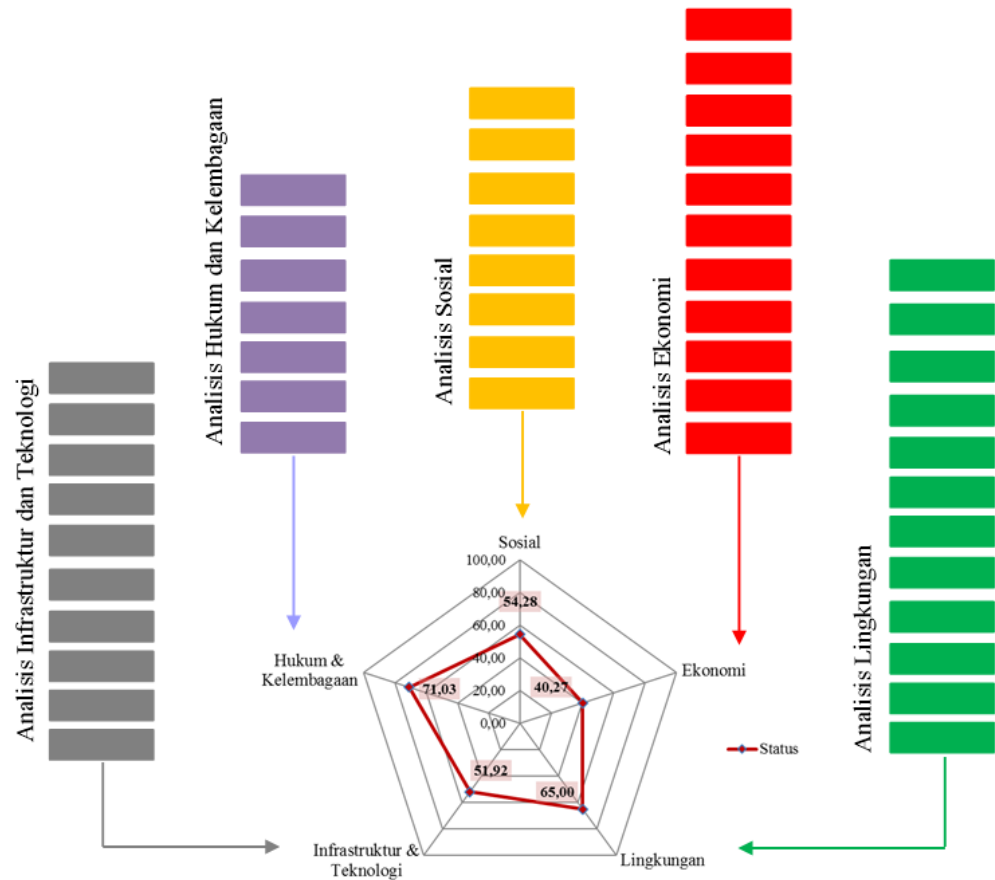 Analisis Infrastruktur dan Teknologi
Analisis Hukum dan Kelembagaan
Analisis Sosial
Analisis Ekonomi
Analisis Lingkungan
Sosial
100,00
80,00
60,00
40,00
20,00
0,00
54,28
40,27
65,00
51,92
71,03
Ekonomi
Lingkungan
Infrastruktur &
Teknologi
Hukum &
Kelembagaan
Status